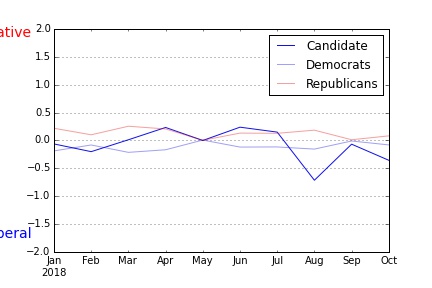 2.0
ative
1.5
1.0
0.5
0.0
−0.5
−1.0
−1.5
beral
−2.0
Candidate
Democrats
Republicans
Jan Feb Mar Apr May Jun Jul Aug Sep Oct
2018